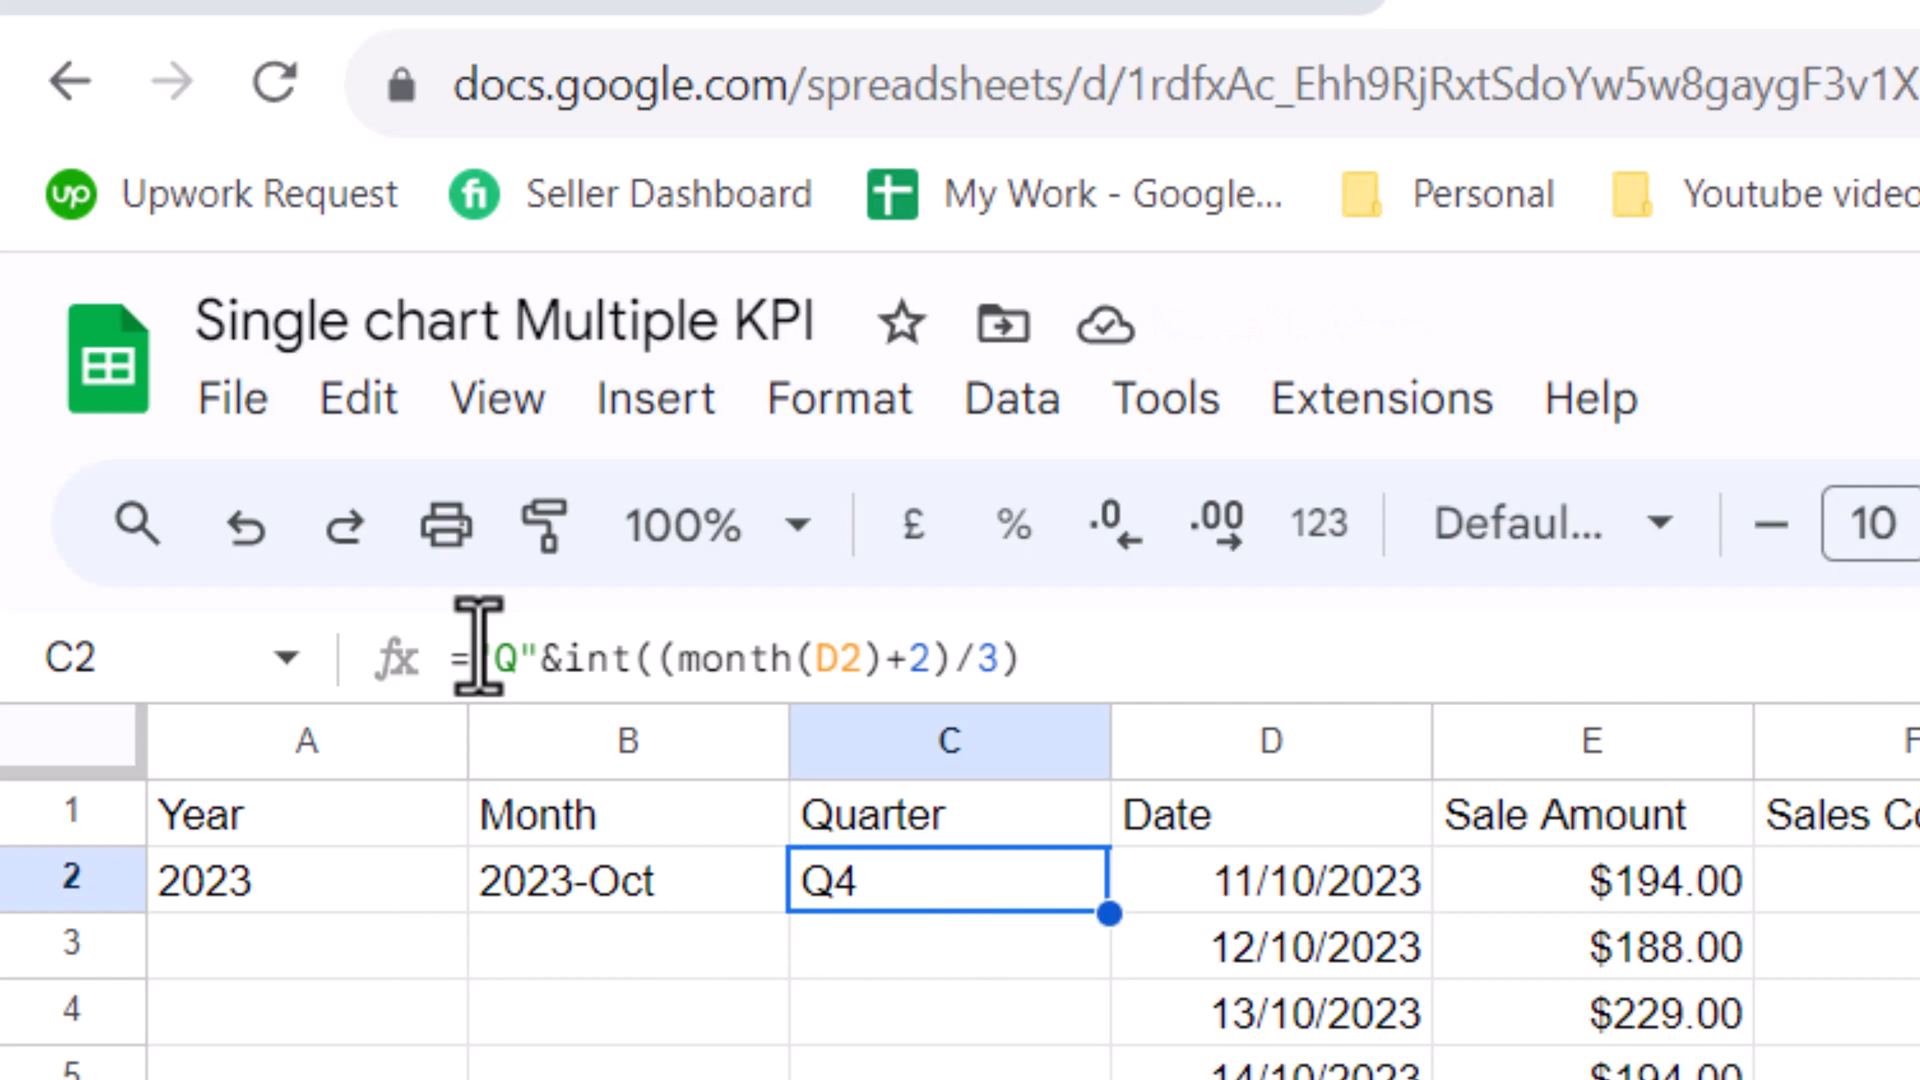 docs.google.com/spreadsheets/d/1rdfxAc_Ehh9RjRxtSdoYw5w8gaygF3v1X
up Upwork Request fi Seller Dashboard My Work - Google... Personal Youtube video
Single chart Multiple KPI
File Edit View Insert Format Data Tools Extensions Help
100% £ % .0 .00 123 Defaul... 10
C2 fx ="Q"&int((month(D2)+2)/3)
A B C D E F
1 Year Month Quarter Date Sale Amount Sales Co
2 2023 2023-Oct Q4 11/10/2023 $194.00
3 12/10/2023 $188.00
4 13/10/2023 $229.00
5 14/10/2023 $194.00